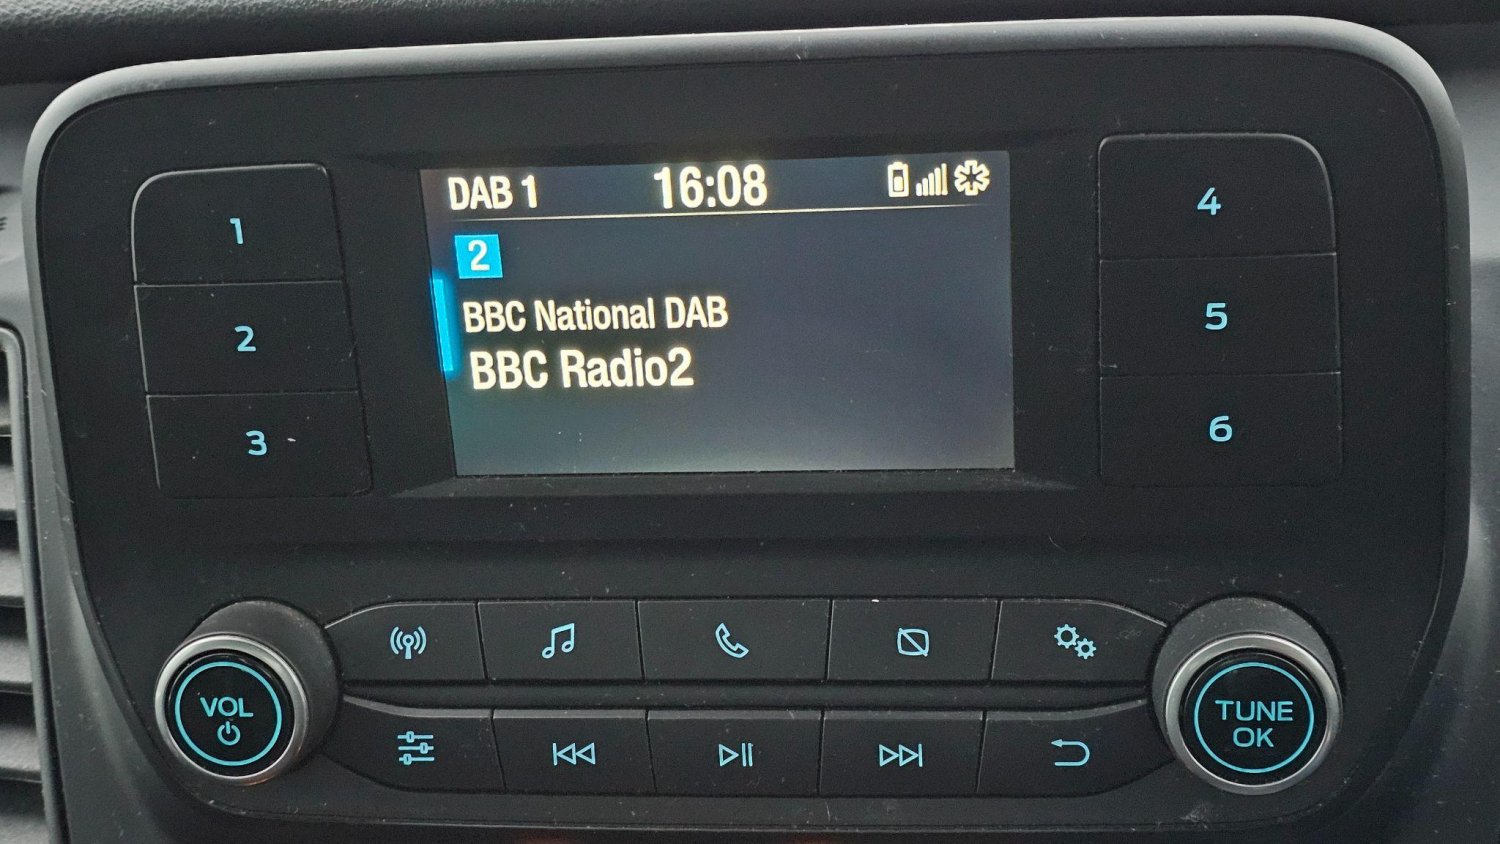 DAB 1 16:08
2
BBC National DAB
BBC Radio2
1
2
3
4
5
6
VOL
TUNE
OK